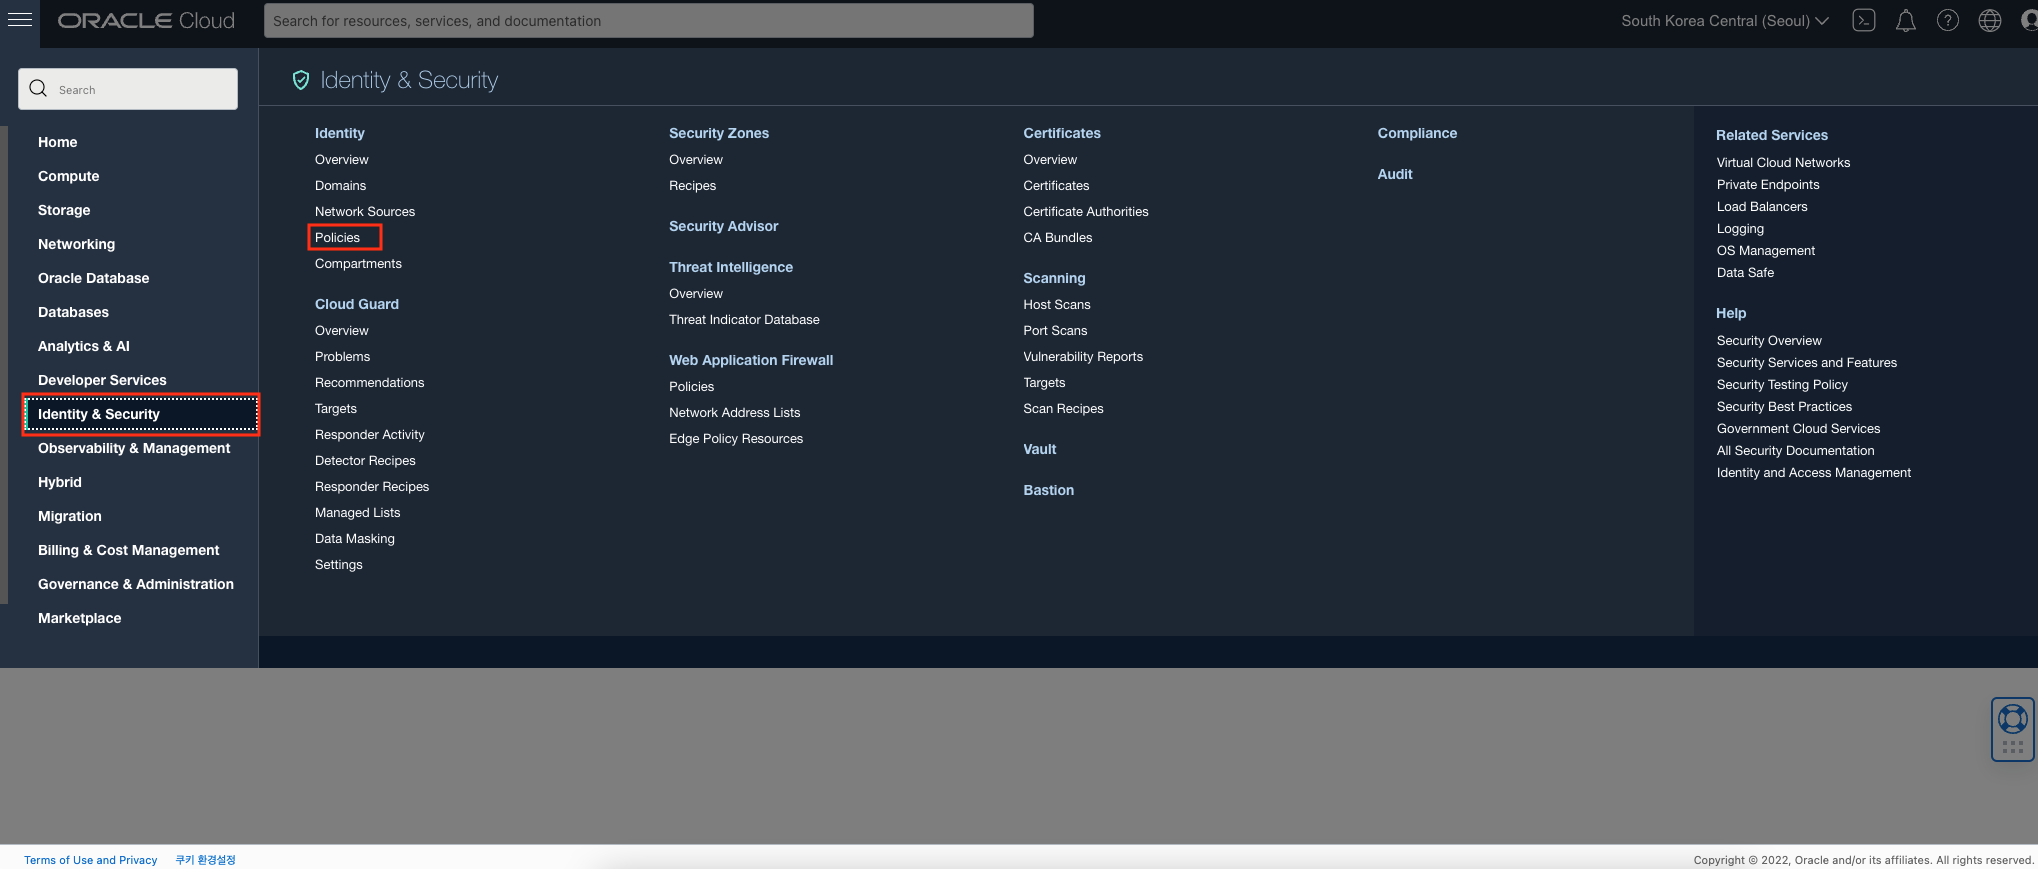 ORACLE Cloud
Search for resources, services, and documentation
South Korea Central (Seoul)
Search
Home
Compute
Storage
Networking
Oracle Database
Databases
Analytics & AI
Developer Services
Identity & Security
Observability & Management
Hybrid
Migration
Billing & Cost Management
Governance & Administration
Marketplace
Identity & Security
Identity
Overview
Domains
Network Sources
Policies
Compartments
Cloud Guard
Overview
Problems
Recommendations
Targets
Responder Activity
Detector Recipes
Responder Recipes
Managed Lists
Data Masking
Settings
Security Zones
Overview
Recipes
Security Advisor
Threat Intelligence
Overview
Threat Indicator Database
Web Application Firewall
Policies
Network Address Lists
Edge Policy Resources
Certificates
Overview
Certificates
Certificate Authorities
CA Bundles
Scanning
Host Scans
Port Scans
Vulnerability Reports
Targets
Scan Recipes
Vault
Bastion
Compliance
Audit
Related Services
Virtual Cloud Networks
Private Endpoints
Load Balancers
Logging
OS Management
Data Safe
Help
Security Overview
Security Services and Features
Security Testing Policy
Security Best Practices
Government Cloud Services
All Security Documentation
Identity and Access Management
Terms of Use and Privacy
쿠키 환경설정
Copyright © 2022, Oracle and/or its affiliates. All rights reserved.